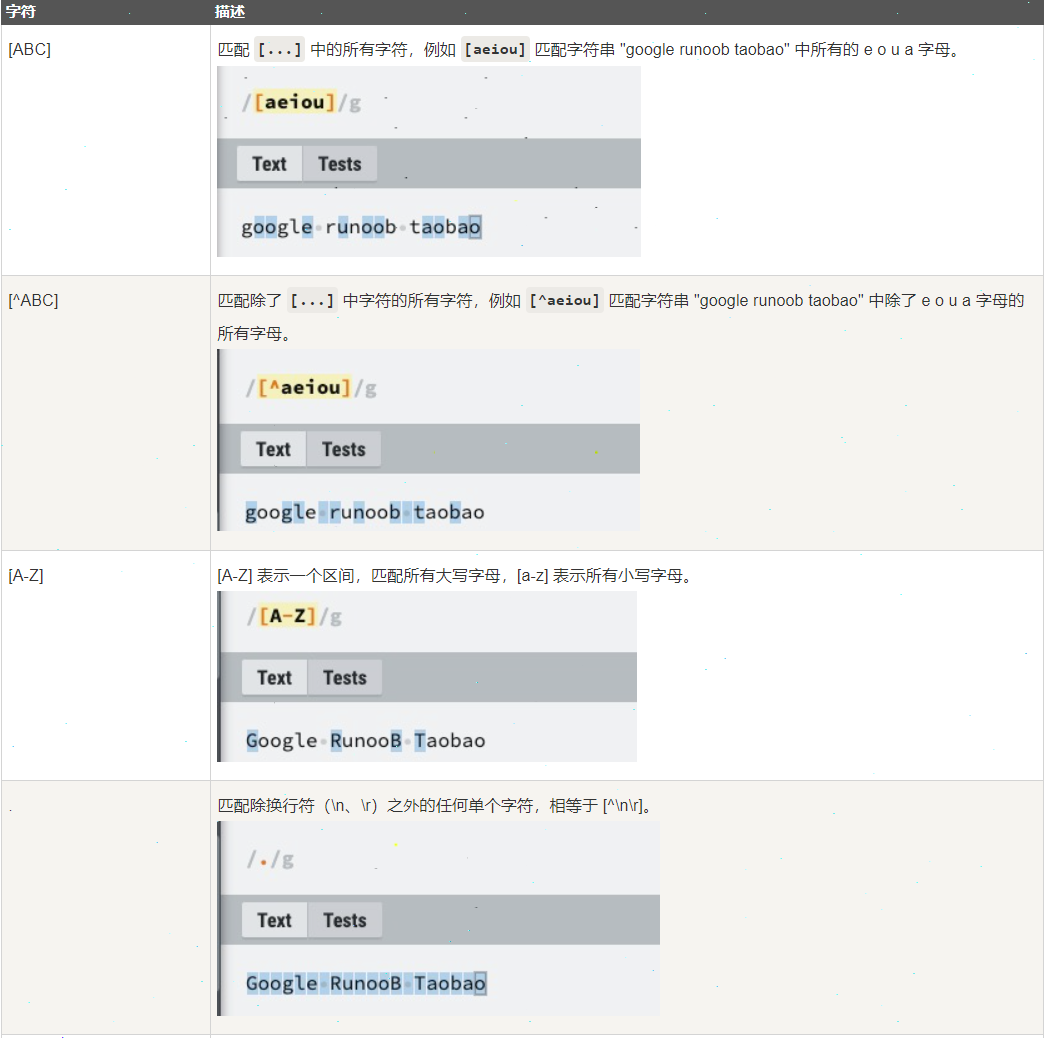 字符 描述
[ABC] 匹配 [...] 中的所有字符，例如 [aeiou] 匹配字符串 "google runoob taobao" 中所有的 e o u a 字母。
/[aeiou]/g
Text Tests
google runoob taobao
[^ABC] 匹配除了 [...] 中字符的所有字符，例如 [^aeiou] 匹配字符串 "google runoob taobao" 中除了 e o u a 字母的
所有字母。
/[^aeiou]/g
Text Tests
google runoob taobao
[A-Z] [A-Z] 表示一个区间，匹配所有大写字母，[a-z] 表示所有小写字母。
/[A-Z]/g
Text Tests
Google RunooB Taobao
. 匹配除换行符（\n、\r）之外的任何单个字符，相等于 [^\n\r]。
/./g
Text Tests
Google RunooB Taobao